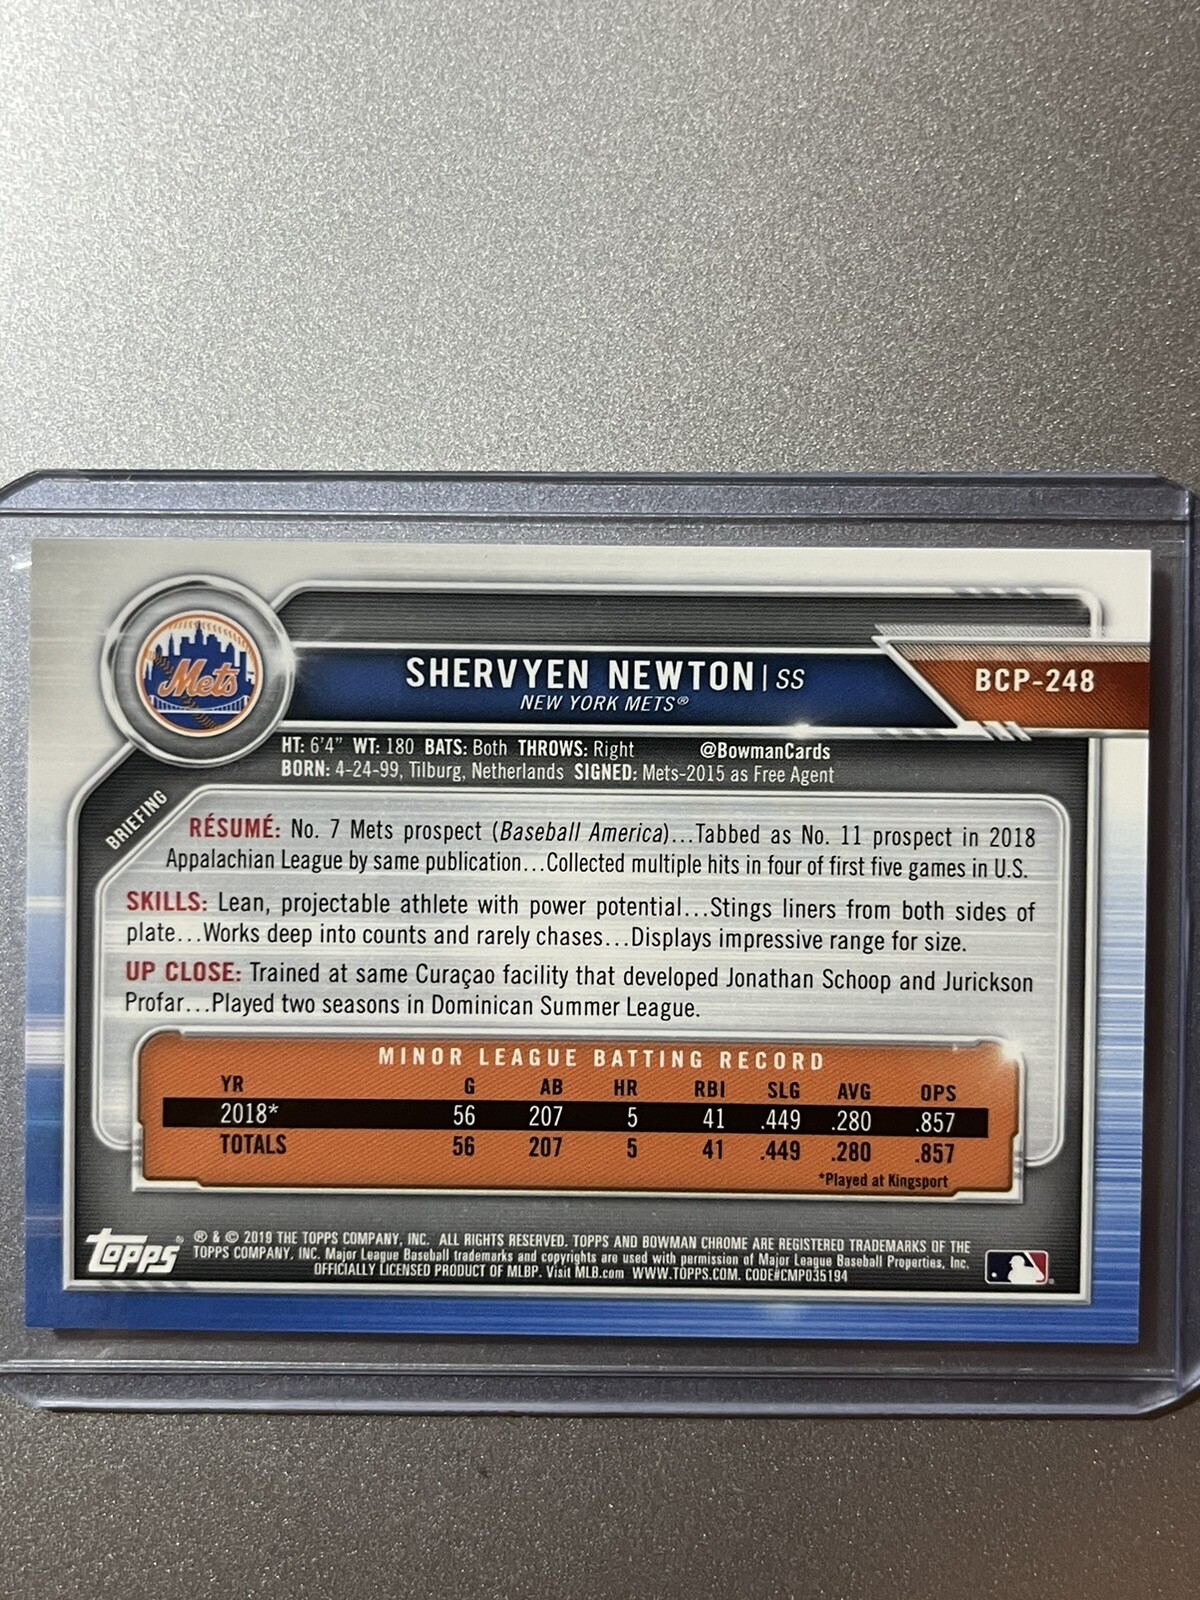 Mets
SHERVYEN NEWTON | SS
NEW YORK METS®
BCP-248
HT: 6'4" WT: 180 BATS: Both THROWS: Right @BowmanCards
BORN: 4-24-99, Tilburg, Netherlands SIGNED: Mets-2015 as Free Agent
BRIEFING
RÉSUMÉ: No. 7 Mets prospect (Baseball America)...Tabbed as No. 11 prospect in 2018
Appalachian League by same publication...Collected multiple hits in four of first five games in U.S.
SKILLS: Lean, projectable athlete with power potential...Stings liners from both sides of
plate...Works deep into counts and rarely chases...Displays impressive range for size.
UP CLOSE: Trained at same Curaçao facility that developed Jonathan Schoop and Jurickson
Profar...Played two seasons in Dominican Summer League.
MINOR LEAGUE BATTING RECORD
YR G AB HR RBI SLG AVG OPS
2018* 56 207 5 41 .449 .280 .857
TOTALS 56 207 5 41 .449 .280 .857
*Played at Kingsport
topps®
® & © 2019 THE TOPPS COMPANY, INC. ALL RIGHTS RESERVED. TOPPS AND BOWMAN CHROME ARE REGISTERED TRADEMARKS OF THE
TOPPS COMPANY, INC. Major League Baseball trademarks and copyrights are used with permission of Major League Baseball Properties, Inc.
OFFICIALLY LICENSED PRODUCT OF MLBP. Visit MLB.com WWW.TOPPS.COM. CODE#CMP035194